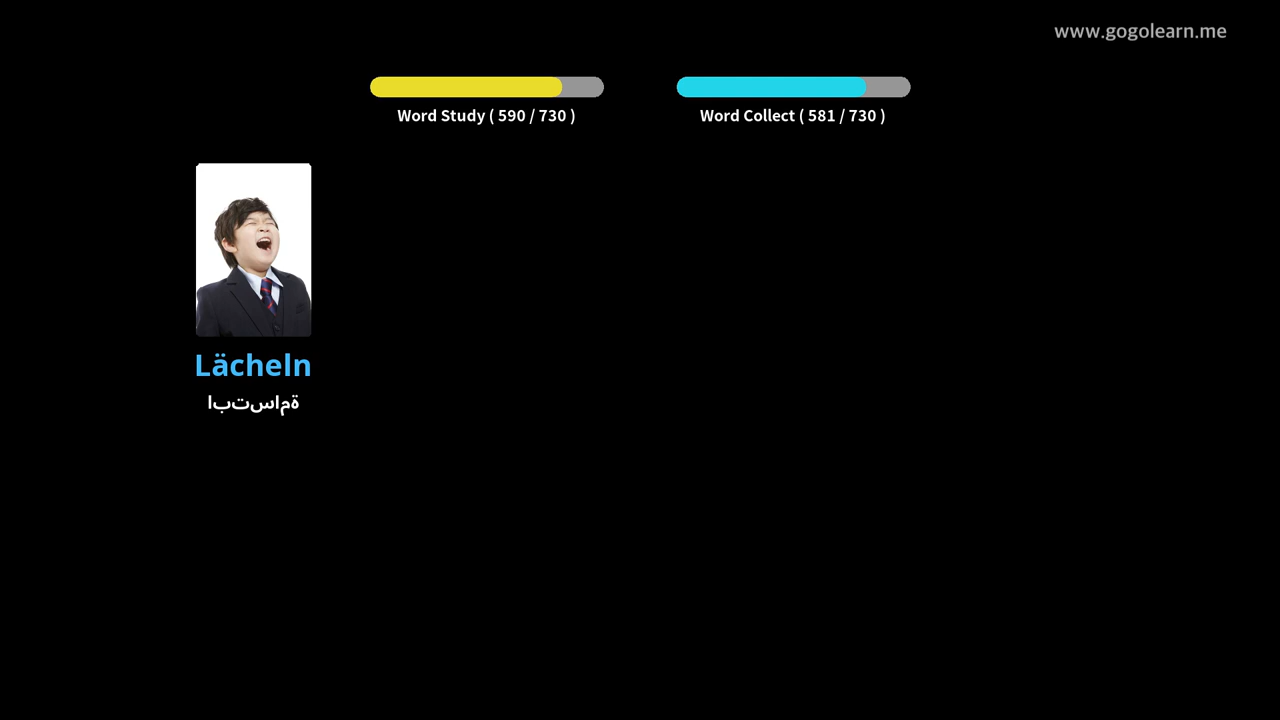 www.gogolearn.me
Word Study ( 590 / 730 )
Word Collect ( 581 / 730 )
Lächeln
ابتسامة